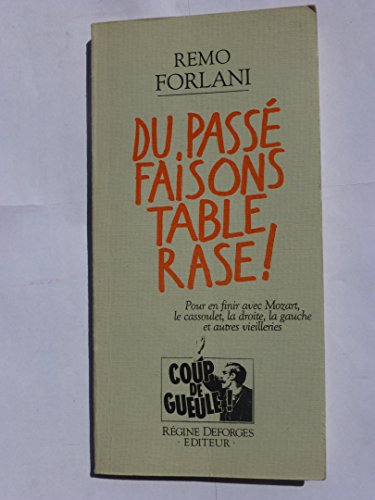 REMO
FORLANI
DU PASSÉ
FAISONS
TABLE
RASE!
Pour en finir avec Mozart,
le cassoulet, la droite, la gauche
et autres vieilleries
COUP
DE
GUEULE!
RÉGINE DEFORGES
· EDITEUR ·